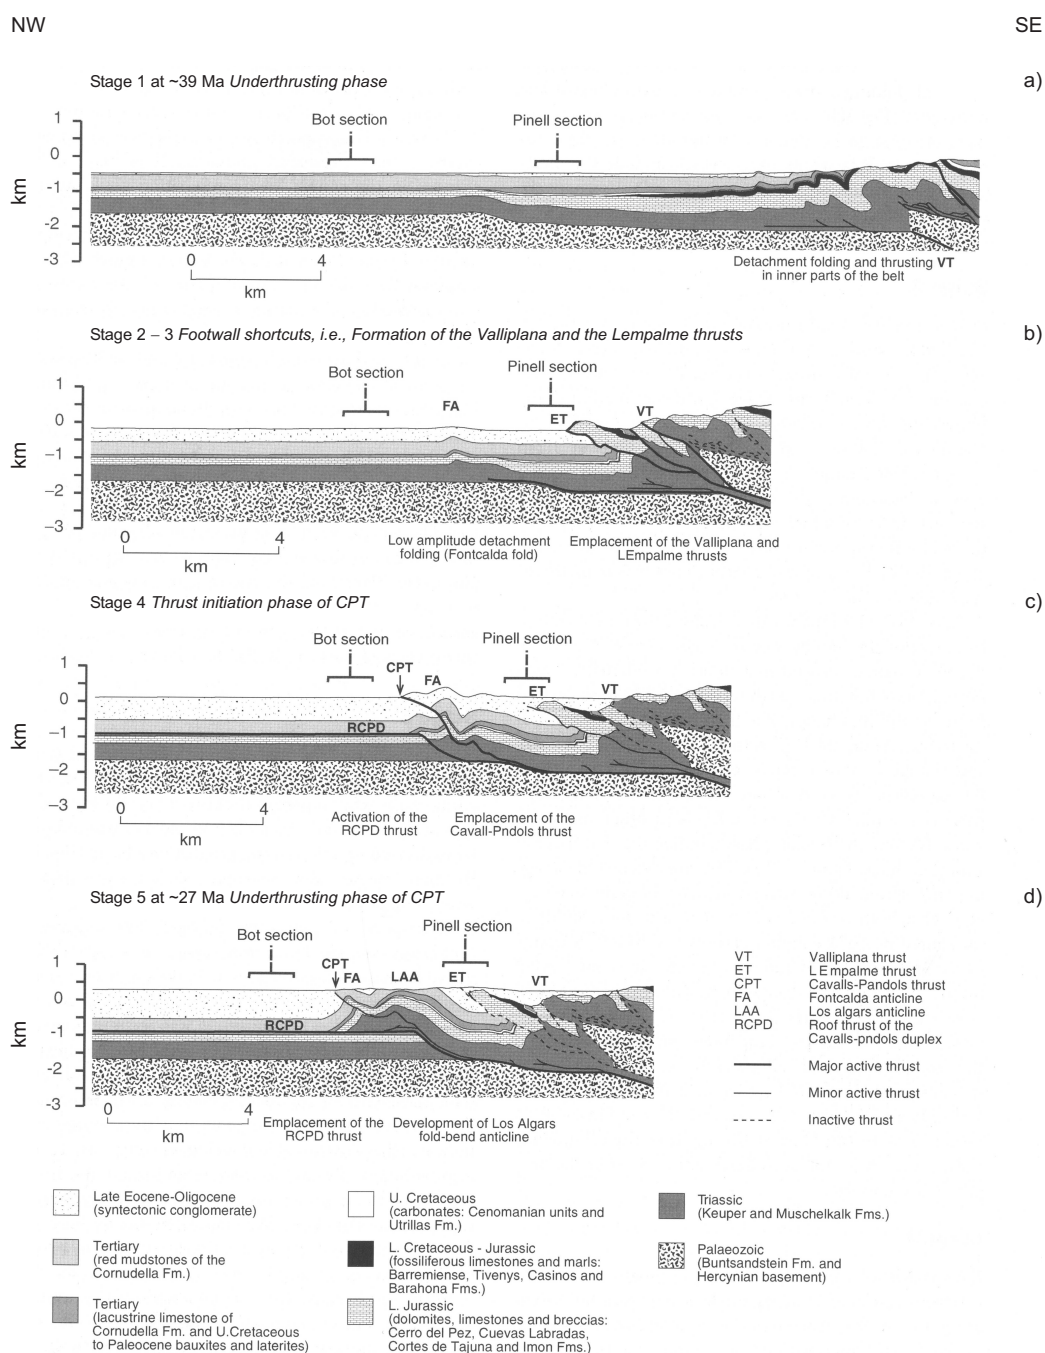 NW
SE
Stage 1 at ~39 Ma Underthrusting phase
a)
Bot section
Pinell section
1
0
-1
-2
-3
km
0
4
km
Detachment folding and thrusting VT
in inner parts of the belt
Stage 2 – 3 Footwall shortcuts, i.e., Formation of the Valliplana and the Lempalme thrusts
b)
Bot section
Pinell section
FA
ET
VT
1
0
−1
−2
−3
km
0
4
km
Low amplitude detachment
folding (Fontcalda fold)
Emplacement of the Valliplana and
LEmpalme thrusts
Stage 4 Thrust initiation phase of CPT
c)
Bot section
Pinell section
CPT
FA
ET
VT
RCPD
1
0
−1
−2
−3
km
0
4
km
Activation of the
RCPD thrust
Emplacement of the
Cavall-Pndols thrust
Stage 5 at ~27 Ma Underthrusting phase of CPT
d)
Bot section
Pinell section
CPT
FA
LAA
ET
VT
RCPD
1
0
-1
-2
-3
km
0
4
km
Emplacement of the
RCPD thrust
Development of Los Algars
fold-bend anticline
VT Valliplana thrust
ET L Empalme thrust
CPT Cavalls-Pandols thrust
FA Fontcalda anticline
LAA Los algars anticline
RCPD Roof thrust of the
Cavalls-pndols duplex
Major active thrust
Minor active thrust
Inactive thrust
Late Eocene-Oligocene
(syntectonic conglomerate)
Tertiary
(red mudstones of the
Cornudella Fm.)
Tertiary
(lacustrine limestone of
Cornudella Fm. and U.Cretaceous
to Paleocene bauxites and laterites)
U. Cretaceous
(carbonates: Cenomanian units and
Utrillas Fm.)
L. Cretaceous - Jurassic
(fossiliferous limestones and marls:
Barremiense, Tivenys, Casinos and
Barahona Fms.)
L. Jurassic
(dolomites, limestones and breccias:
Cerro del Pez, Cuevas Labradas,
Cortes de Tajuna and Imon Fms.)
Triassic
(Keuper and Muschelkalk Fms.)
Palaeozoic
(Buntsandstein Fm. and
Hercynian basement)